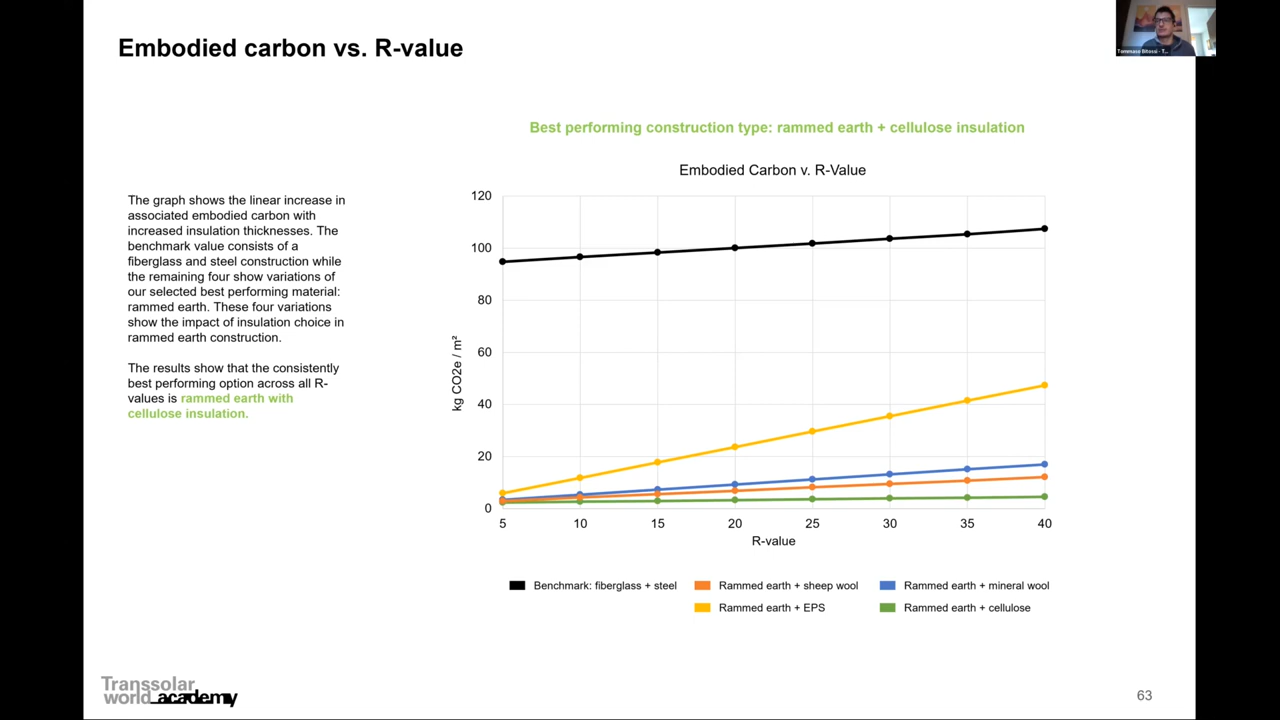 Embodied carbon vs. R-value
Tommaso Bitossi - T...
Best performing construction type: rammed earth + cellulose insulation
The graph shows the linear increase in
associated embodied carbon with
increased insulation thicknesses. The
benchmark value consists of a
fiberglass and steel construction while
the remaining four show variations of
our selected best performing material:
rammed earth. These four variations
show the impact of insulation choice in
rammed earth construction.
The results show that the consistently
best performing option across all R-
values is rammed earth with
cellulose insulation.
Embodied Carbon v. R-Value
kg CO2e / m²
120
100
80
60
40
20
0
5 10 15 20 25 30 35 40
R-value
Benchmark: fiberglass + steel
Rammed earth + sheep wool
Rammed earth + mineral wool
Rammed earth + EPS
Rammed earth + cellulose
Transsolar
world academy
63